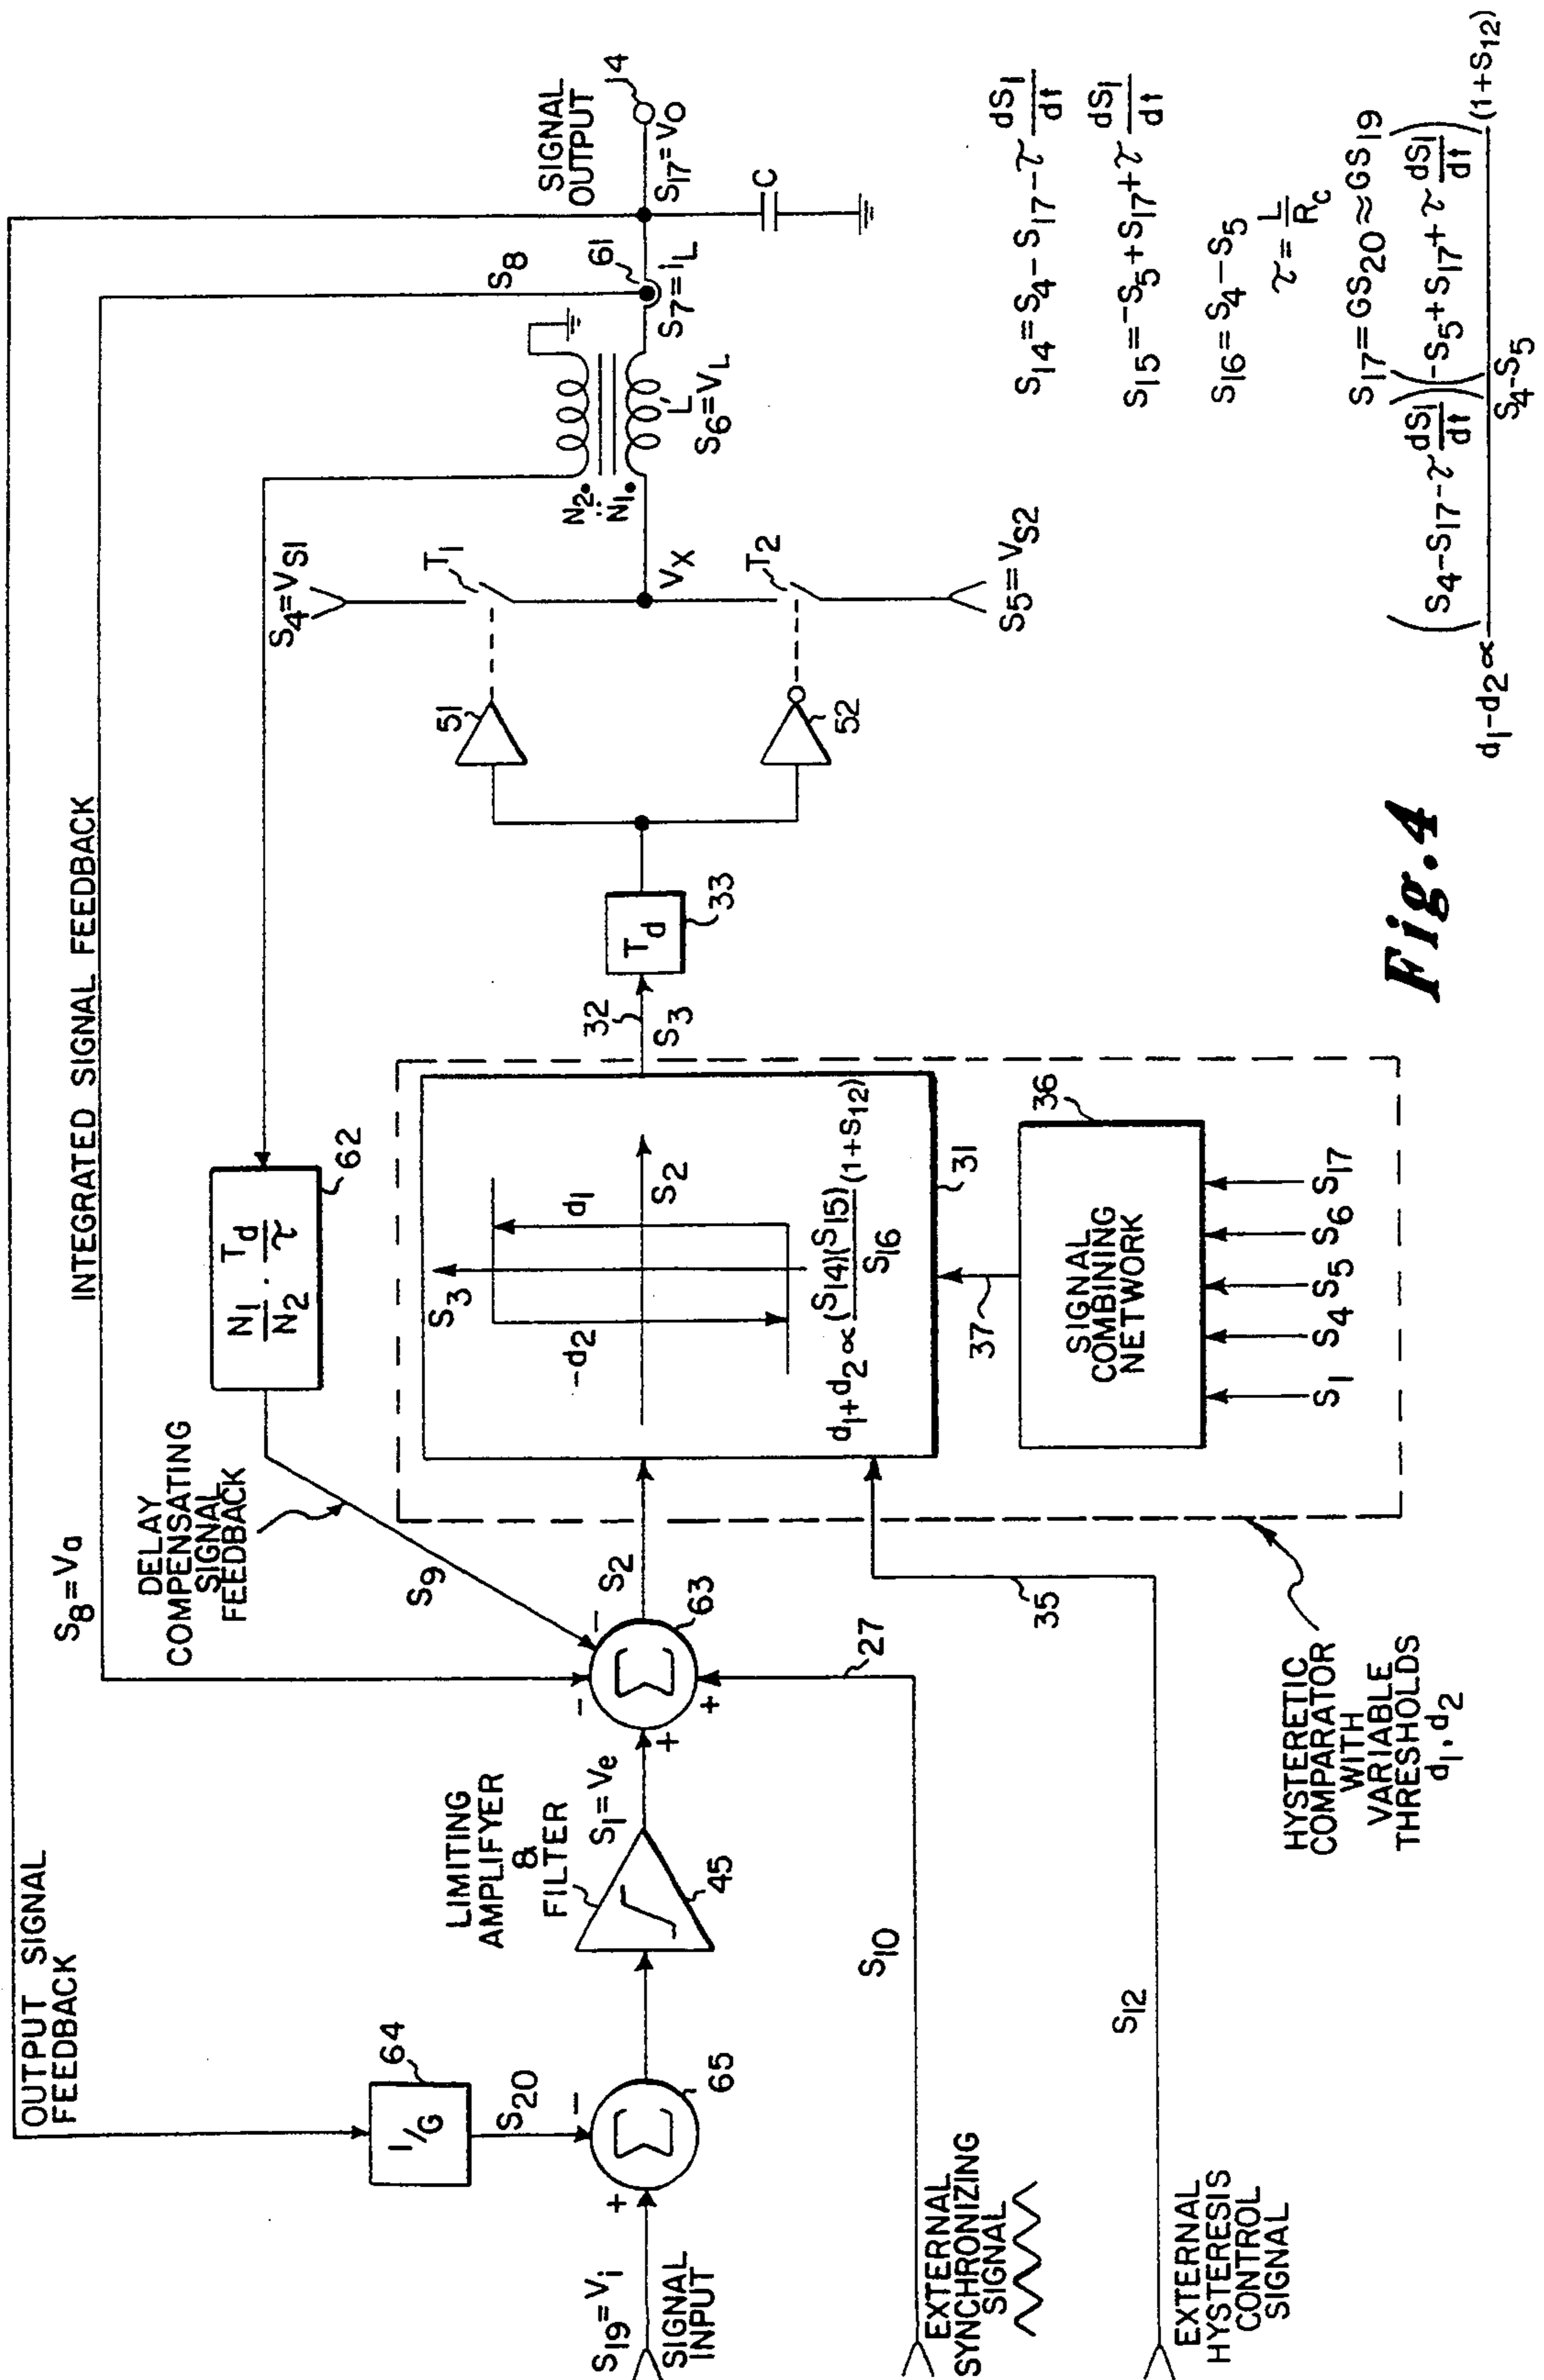 OUTPUT SIGNAL
FEEDBACK
INTEGRATED SIGNAL FEEDBACK
S8=Va
S8
64
1/G
S20
DELAY
COMPENSATING
SIGNAL
FEEDBACK
S9
N1/N2 · Td/τ
62
S19=Vi
SIGNAL
INPUT
+
−
Σ
65
LIMITING
AMPLIFYER
&
FILTER
45
S1=Ve
+
−
−
+
Σ
63
S2
27
S10
EXTERNAL
SYNCHRONIZING
SIGNAL
35
S12
EXTERNAL
HYSTERESIS
CONTROL
SIGNAL
S3
-d2
d1
S2
d1+d2 ∝ (S14)(S15)/S16 (1+S12)
31
37
36
SIGNAL
COMBINING
NETWORK
S1 S4 S5 S6 S17
HYSTERETIC
COMPARATOR
WITH
VARIABLE
THRESHOLDS
d1, d2
32
S3
Td
33
51
52
S4=VS1
T1
VX
T2
S5=VS2
N2
:
N1
L
S6=VL
61
S7=iL
C
SIGNAL
OUTPUT
S17=VO
14
S14=S4−S17−τ dS1/dt
S15=-S5+S17+τ dS1/dt
S16=S4−S5
τ=L/Rc
S17=GS20≈GS19
d1-d2 ∝ (S4−S17−τ dS1/dt)(-S5+S17+τ dS1/dt)/S4-S5 (1+S12)
Fig.4